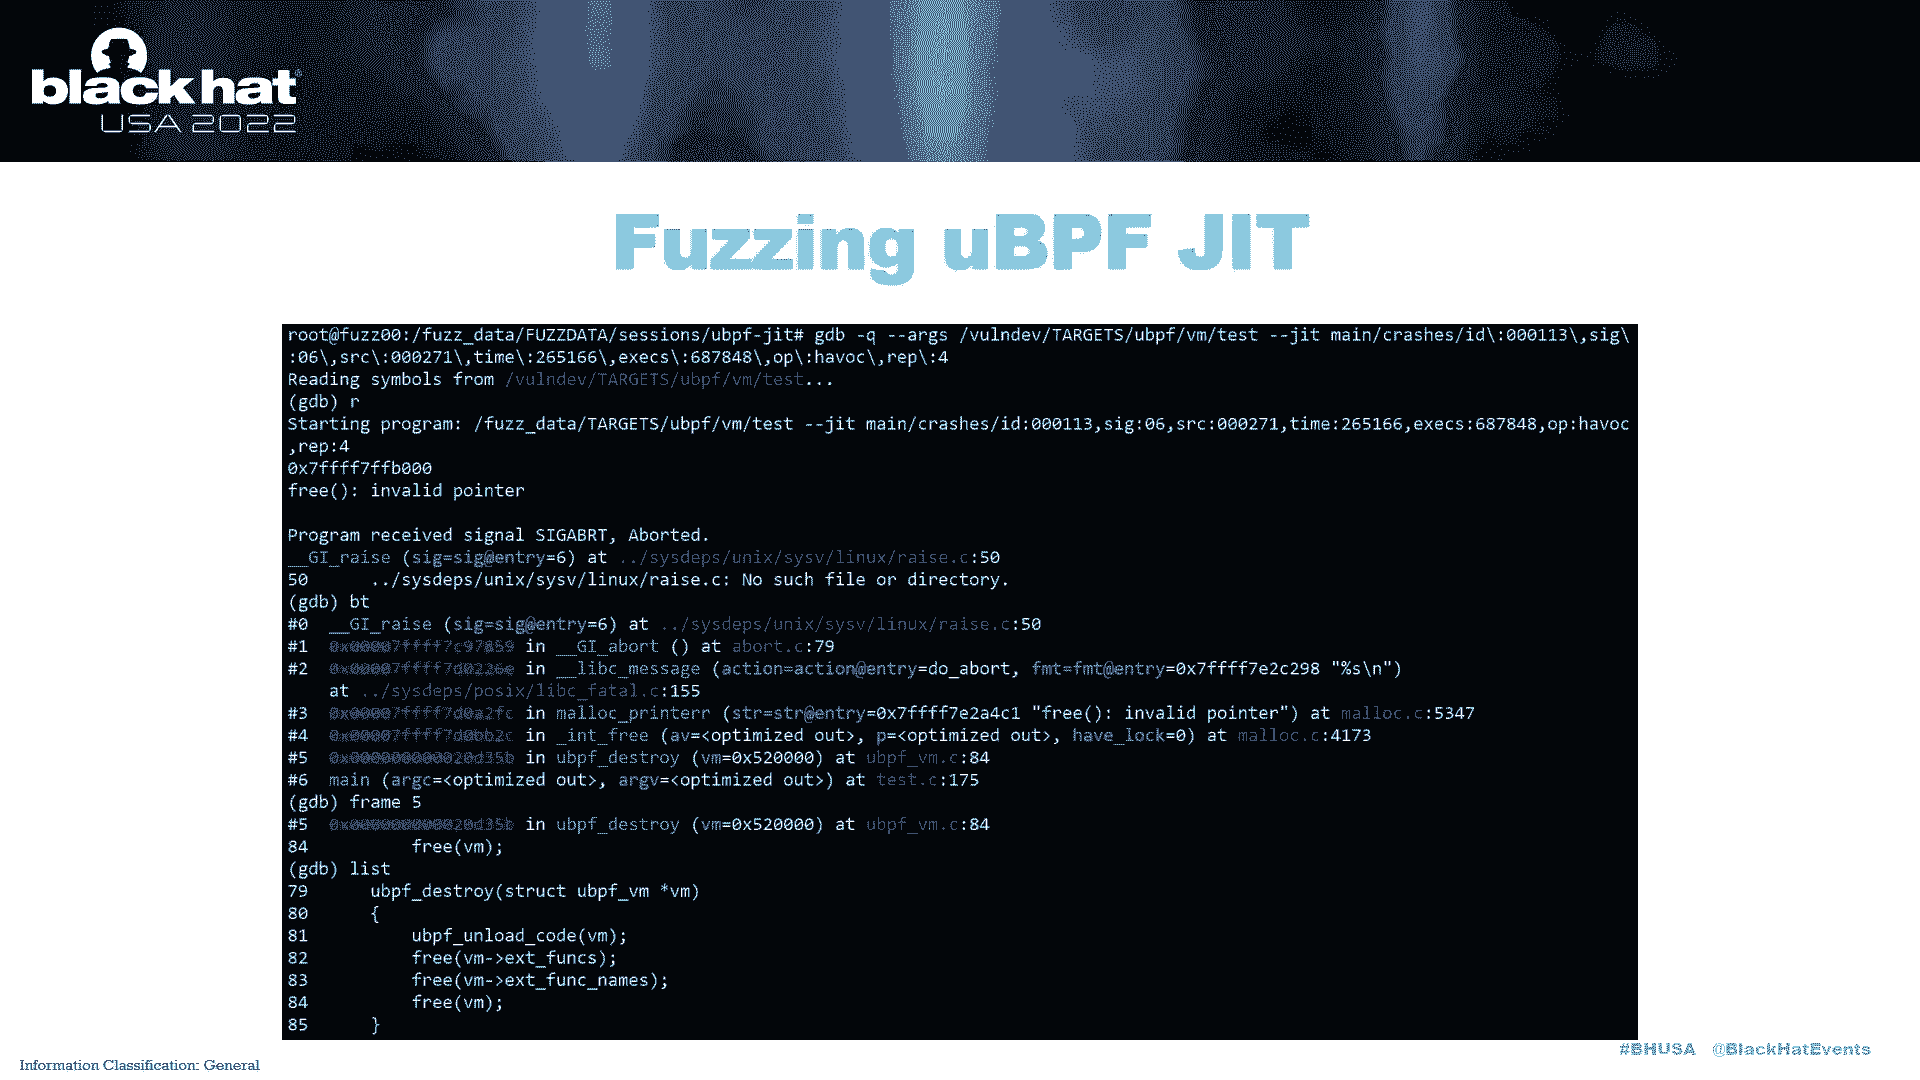 black hat
USA 2022
Fuzzing uBPF JIT
root@fuzz00:/fuzz_data/FUZZDATA/sessions/ubpf-jit# gdb -q --args /vulndev/TARGETS/ubpf/vm/test --jit main/crashes/id\:000113\,sig\
:06\,src\:000271\,time\:265166\,execs\:687848\,op\:havoc\,rep\:4
Reading symbols from /vulndev/TARGETS/ubpf/vm/test...
(gdb) r
Starting program: /fuzz_data/TARGETS/ubpf/vm/test --jit main/crashes/id:000113,sig:06,src:000271,time:265166,execs:687848,op:havoc
,rep:4
0x7ffff7ffb000
free(): invalid pointer
Program received signal SIGABRT, Aborted.
__GI_raise (sig=sig@entry=6) at ../sysdeps/unix/sysv/linux/raise.c:50
50      ../sysdeps/unix/sysv/linux/raise.c: No such file or directory.
(gdb) bt
#0  __GI_raise (sig=sig@entry=6) at ../sysdeps/unix/sysv/linux/raise.c:50
#1  0x00007ffff7c97859 in __GI_abort () at abort.c:79
#2  0x00007ffff7d0226e in __libc_message (action=action@entry=do_abort, fmt=fmt@entry=0x7ffff7e2c298 "%s\n")
    at ../sysdeps/posix/libc_fatal.c:155
#3  0x00007ffff7d0a2fc in malloc_printerr (str=str@entry=0x7ffff7e2a4c1 "free(): invalid pointer") at malloc.c:5347
#4  0x00007ffff7d0bb2c in _int_free (av=<optimized out>, p=<optimized out>, have_lock=0) at malloc.c:4173
#5  0x000000000020d35b in ubpf_destroy (vm=0x520000) at ubpf_vm.c:84
#6  main (argc=<optimized out>, argv=<optimized out>) at test.c:175
(gdb) frame 5
#5  0x000000000020d35b in ubpf_destroy (vm=0x520000) at ubpf_vm.c:84
84          free(vm);
(gdb) list
79      ubpf_destroy(struct ubpf_vm *vm)
80      {
81          ubpf_unload_code(vm);
82          free(vm->ext_funcs);
83          free(vm->ext_func_names);
84          free(vm);
85      }
#BHUSA @BlackHatEvents
Information Classification: General